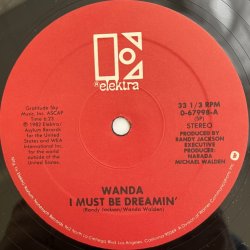 elektra
Gratitude Sky
Music, Inc. ASCAP
Time 6:25
℗ 1982 Elektra/
Asylum Records
for the United
States and WEA
International Inc.
for the world
outside of the
United States.
33 1/3 RPM
0-67998-A
(SP)
STEREO
PRODUCED BY
RANDY JACKSON
EXECUTIVE
PRODUCER:
NARADA
MICHAEL WALDEN
WANDA
I MUST BE DREAMIN'
(Randy Jackson/Wanda Walden)